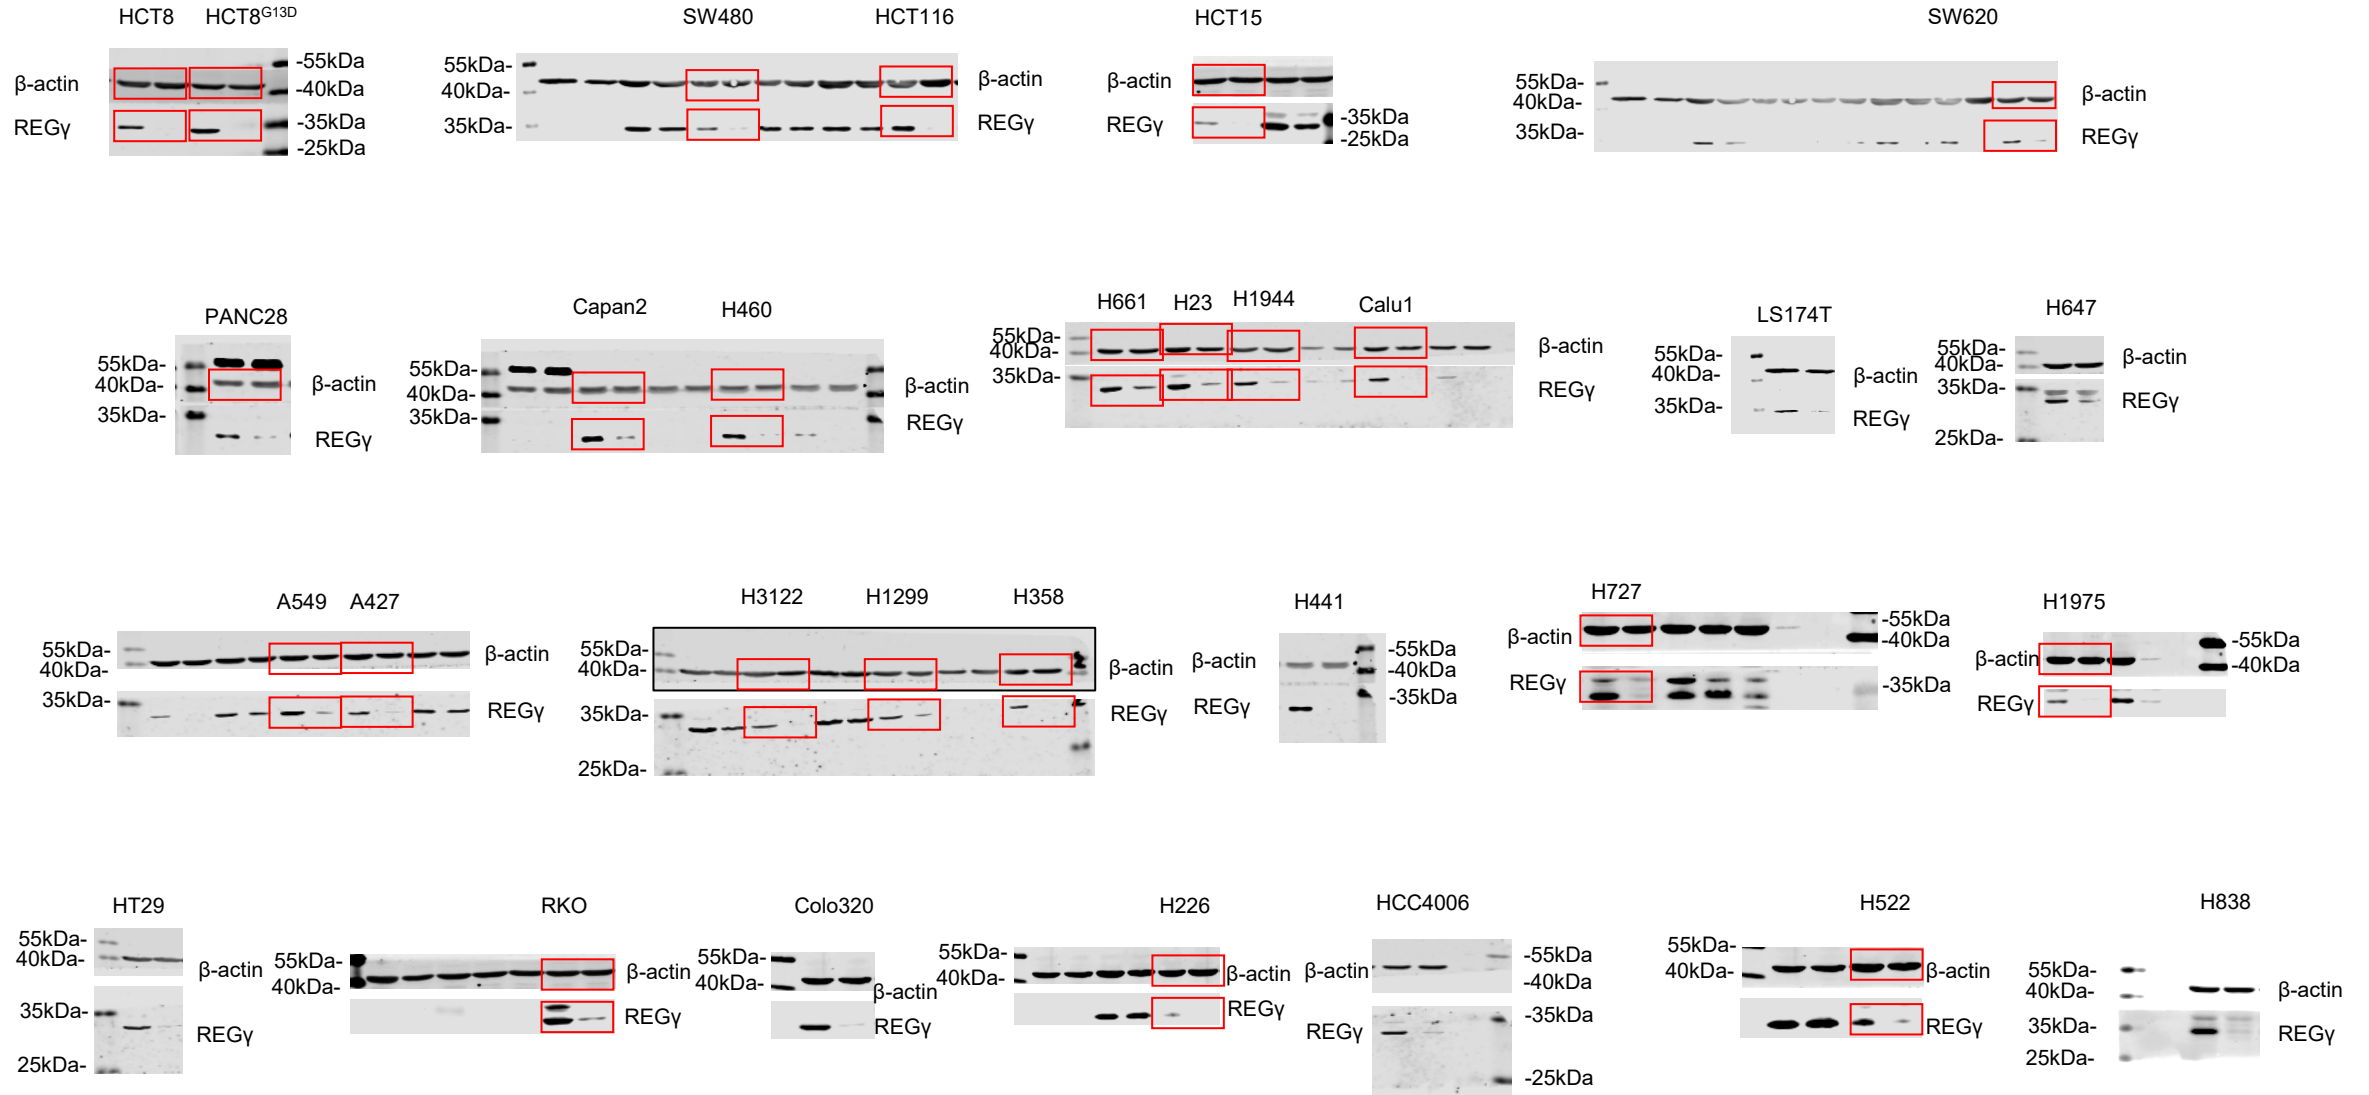 HCT8 HCT8G13D SW480 HCT116 HCT15 SW620
β-actin -55kDa -40kDa 55kDa- 40kDa- β-actin β-actin 55kDa- 40kDa- β-actin
REGγ -35kDa -25kDa 35kDa- REGγ REGγ -35kDa -25kDa 35kDa- REGγ
PANC28 Capan2 H460 H661 H23 H1944 Calu1 LS174T H647
55kDa- 40kDa- β-actin 55kDa- 40kDa- β-actin 55kDa- 40kDa- β-actin 55kDa- 40kDa- β-actin 55kDa- 40kDa- β-actin
35kDa- REGγ 35kDa- REGγ 35kDa- REGγ 35kDa- REGγ 35kDa- REGγ
25kDa-
A549 A427 H3122 H1299 H358 H441 H727 H1975
55kDa- 40kDa- β-actin 55kDa- 40kDa- β-actin β-actin -55kDa -40kDa β-actin -55kDa -40kDa β-actin -55kDa -40kDa
35kDa- REGγ 35kDa- REGγ REGγ -35kDa REGγ -35kDa REGγ
25kDa-
HT29 RKO Colo320 H226 HCC4006 H522 H838
55kDa- 40kDa- β-actin 55kDa- 40kDa- β-actin 55kDa- 40kDa- β-actin 55kDa- 40kDa- β-actin β-actin -55kDa -40kDa 55kDa- 40kDa- β-actin 55kDa- 40kDa- β-actin
35kDa- REGγ REGγ REGγ REGγ REGγ -35kDa REGγ 35kDa- REGγ
25kDa- -25kDa 25kDa-